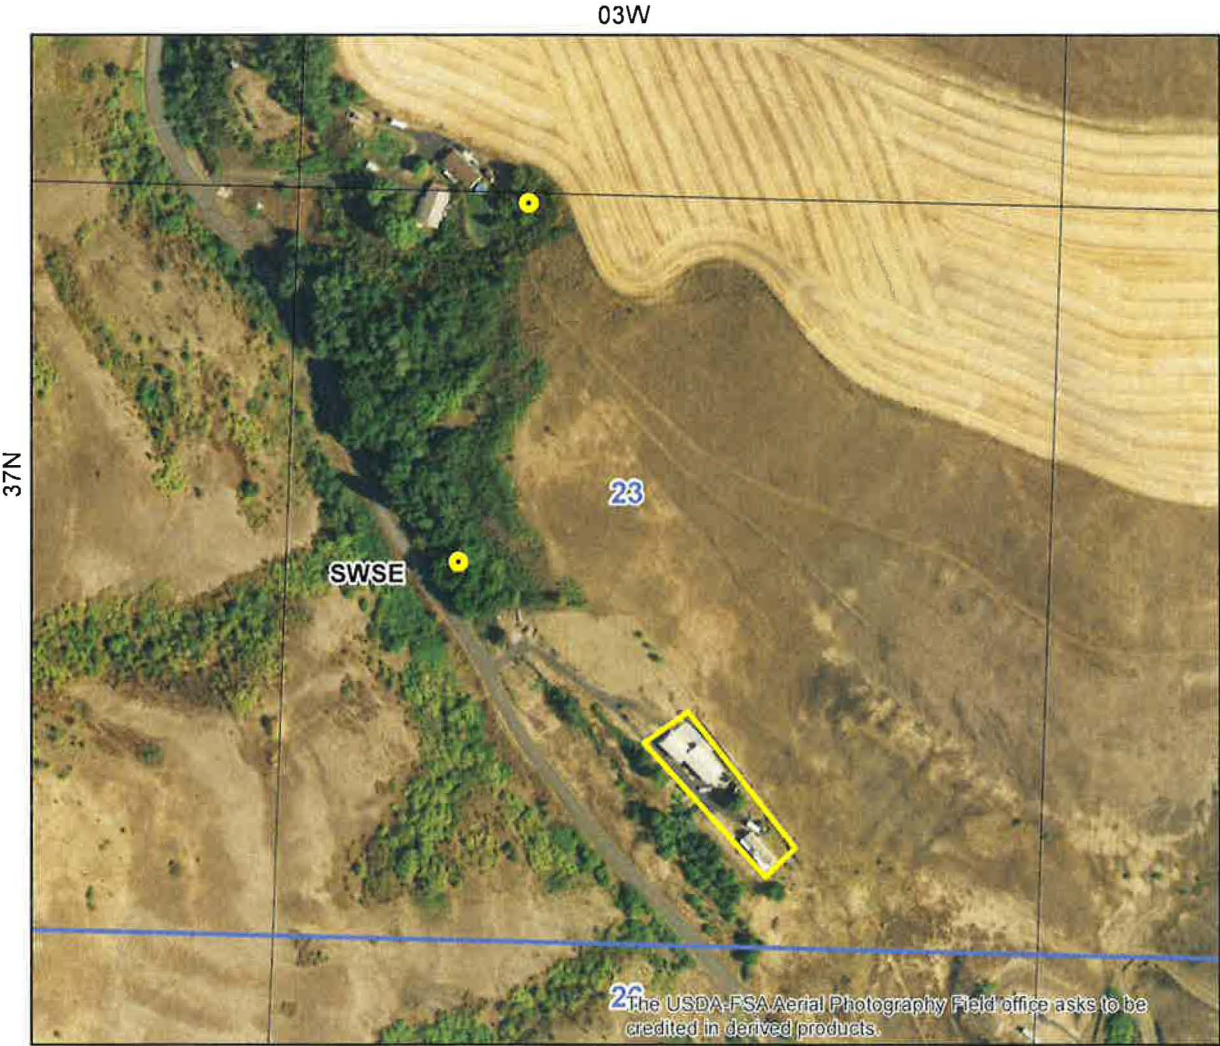 03W
37N
23
SWSE
26
The USDA-FSA Aerial Photography Field office asks to be
credited in derived products.